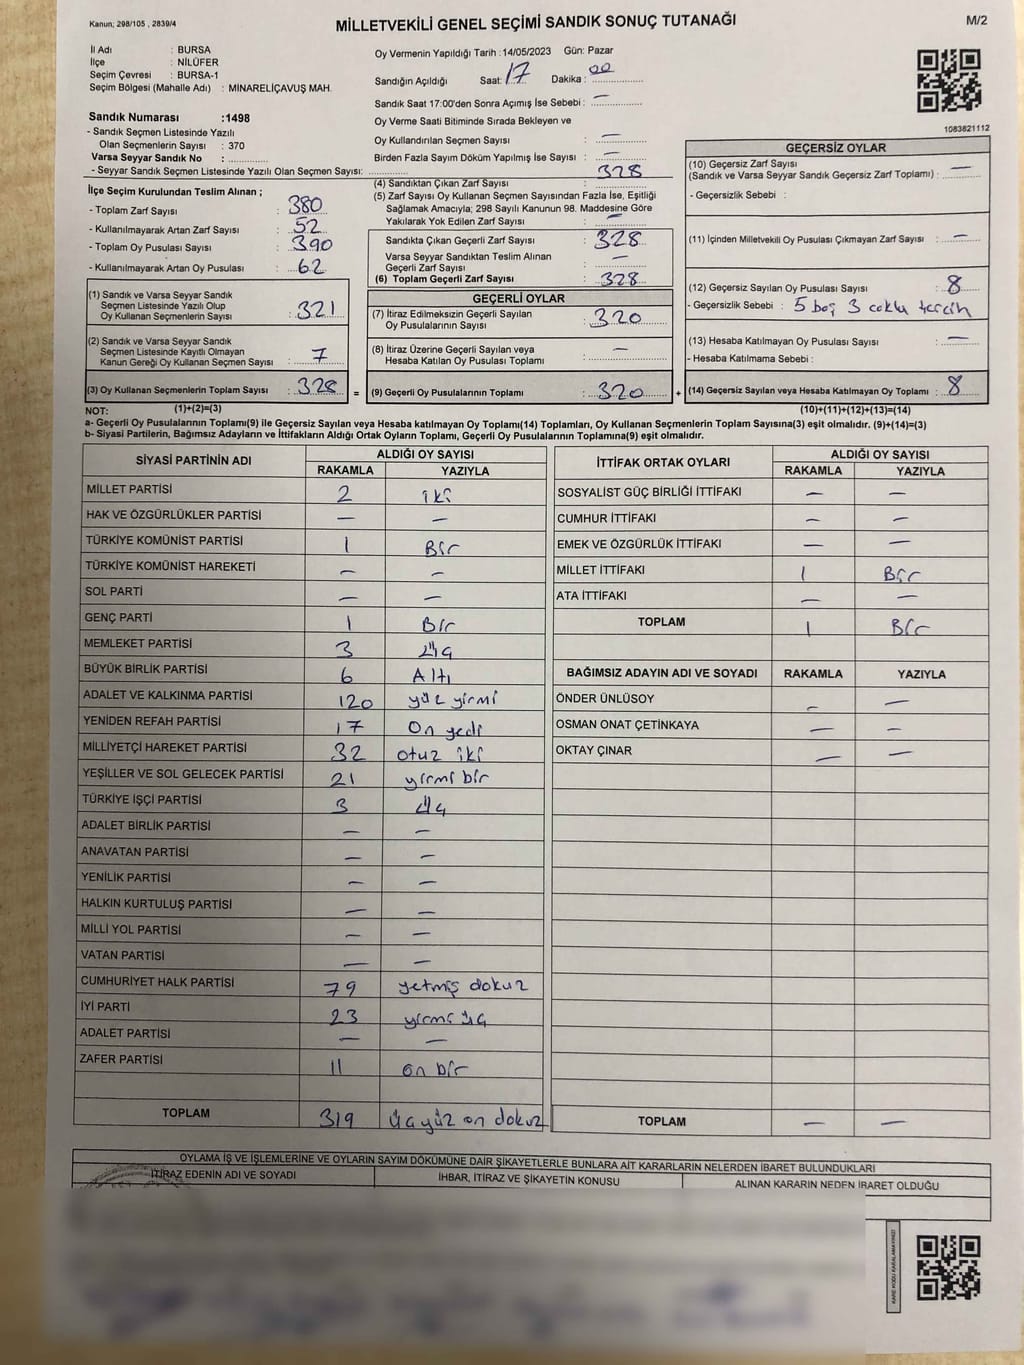 Kanun; 298/105 , 2839/4
MİLLETVEKİLİ GENEL SEÇİMİ SANDIK SONUÇ TUTANAĞI
M/2
İl Adı : BURSA
İlçe : NİLÜFER
Seçim Çevresi : BURSA-1
Seçim Bölgesi (Mahalle Adı) : MİNARELİÇAVUŞ MAH.
Sandık Numarası :1498
- Sandık Seçmen Listesinde Yazılı
Olan Seçmenlerin Sayısı : 370
Varsa Seyyar Sandık No :
- Seyyar Sandık Seçmen Listesinde Yazılı Olan Seçmen Sayısı:
Oy Vermenin Yapıldığı Tarih :14/05/2023 Gün: Pazar
Sandığın Açıldığı Saat: 17 Dakika : 00
Sandık Saat 17:00'den Sonra Açımış İse Sebebi : —
Oy Verme Saati Bitiminde Sırada Bekleyen ve
Oy Kullandırılan Seçmen Sayısı : —
Birden Fazla Sayım Döküm Yapılmış İse Sayısı : —
1083821112
İlçe Seçim Kurulundan Teslim Alınan ;
- Toplam Zarf Sayısı : 380
- Kullanılmayarak Artan Zarf Sayısı : 52
- Toplam Oy Pusulası Sayısı : 390
- Kullanılmayarak Artan Oy Pusulası : 62
(1) Sandık ve Varsa Seyyar Sandık
Seçmen Listesinde Yazılı Olup
Oy Kullanan Seçmenlerin Sayısı : 321
(2) Sandık ve Varsa Seyyar Sandık
Seçmen Listesinde Kayıtlı Olmayan
Kanun Gereği Oy Kullanan Seçmen Sayısı : 7
(3) Oy Kullanan Seçmenlerin Toplam Sayısı : 328 =
(4) Sandıktan Çıkan Zarf Sayısı : 328
(5) Zarf Sayısı Oy Kullanan Seçmen Sayısından Fazla İse, Eşitliği
Sağlamak Amacıyla; 298 Sayılı Kanunun 98. Maddesine Göre
Yakılarak Yok Edilen Zarf Sayısı : —
Sandıkta Çıkan Geçerli Zarf Sayısı : 328
Varsa Seyyar Sandıktan Teslim Alınan
Geçerli Zarf Sayısı : —
(6) Toplam Geçerli Zarf Sayısı : 328
GEÇERLİ OYLAR
(7) İtiraz Edilmeksizin Geçerli Sayılan
Oy Pusulalarının Sayısı : 320
(8) İtiraz Üzerine Geçerli Sayılan veya
Hesaba Katılan Oy Pusulası Toplamı : —
(9) Geçerli Oy Pusulalarının Toplamı : 320 +
GEÇERSİZ OYLAR
(10) Geçersiz Zarf Sayısı
(Sandık ve Varsa Seyyar Sandık Geçersiz Zarf Toplamı) : —
- Geçersizlik Sebebi :
(11) İçinden Milletvekili Oy Pusulası Çıkmayan Zarf Sayısı : —
(12) Geçersiz Sayılan Oy Pusulası Sayısı : 8
- Geçersizlik Sebebi : 5 boş 3 coklu tercih
(13) Hesaba Katılmayan Oy Pusulası Sayısı : —
- Hesaba Katılmama Sebebi :
(14) Geçersiz Sayılan veya Hesaba Katılmayan Oy Toplamı : 8
NOT: (1)+(2)=(3) (10)+(11)+(12)+(13)=(14)
a- Geçerli Oy Pusulalarının Toplamı(9) ile Geçersiz Sayılan veya Hesaba katılmayan Oy Toplamı(14) Toplamları, Oy Kullanan Seçmenlerin Toplam Sayısına(3) eşit olmalıdır. (9)+(14)=(3)
b- Siyasi Partilerin, Bağımsız Adayların ve İttifakların Aldığı Ortak Oyların Toplamı, Geçerli Oy Pusulalarının Toplamına(9) eşit olmalıdır.
SİYASİ PARTİNİN ADI ALDIĞI OY SAYISI
RAKAMLA YAZIYLA
MİLLET PARTİSİ 2 iki
HAK VE ÖZGÜRLÜKLER PARTİSİ — —
TÜRKİYE KOMÜNİST PARTİSİ 1 Bir
TÜRKİYE KOMÜNİST HAREKETİ — —
SOL PARTİ — —
GENÇ PARTİ 1 Bir
MEMLEKET PARTİSİ 3 üç
BÜYÜK BİRLİK PARTİSİ 6 Altı
ADALET VE KALKINMA PARTİSİ 120 yüz yirmi
YENİDEN REFAH PARTİSİ 17 On yedi
MİLLİYETÇİ HAREKET PARTİSİ 32 otuz iki
YEŞİLLER VE SOL GELECEK PARTİSİ 21 yirmi bir
TÜRKİYE İŞÇİ PARTİSİ 3 üç
ADALET BİRLİK PARTİSİ — —
ANAVATAN PARTİSİ — —
YENİLİK PARTİSİ — —
HALKIN KURTULUŞ PARTİSİ — —
MİLLİ YOL PARTİSİ — —
VATAN PARTİSİ — —
CUMHURİYET HALK PARTİSİ 79 yetmiş dokuz
İYİ PARTİ 23 yirmi üç
ADALET PARTİSİ — —
ZAFER PARTİSİ 11 on bir
TOPLAM 319 üçyüz on dokuz
İTTİFAK ORTAK OYLARI ALDIĞI OY SAYISI
RAKAMLA YAZIYLA
SOSYALİST GÜÇ BİRLİĞİ İTTİFAKI — —
CUMHUR İTTİFAKI — —
EMEK VE ÖZGÜRLÜK İTTİFAKI — —
MİLLET İTTİFAKI 1 Bir
ATA İTTİFAKI — —
TOPLAM 1 Bir
BAĞIMSIZ ADAYIN ADI VE SOYADI RAKAMLA YAZIYLA
ÖNDER ÜNLÜSOY — —
OSMAN ONAT ÇETİNKAYA — —
OKTAY ÇINAR — —
TOPLAM — —
OYLAMA İŞ VE İŞLEMLERİNE VE OYLARIN SAYIM DÖKÜMÜNE DAİR ŞİKAYETLERLE BUNLARA AİT KARARLARIN NELERDEN İBARET BULUNDUKLARI
İTİRAZ EDENİN ADI VE SOYADI İHBAR, İTİRAZ VE ŞİKAYETİN KONUSU ALINAN KARARIN NEDEN İBARET OLDUĞU
KARE KODU KARALAMAYINIZ!